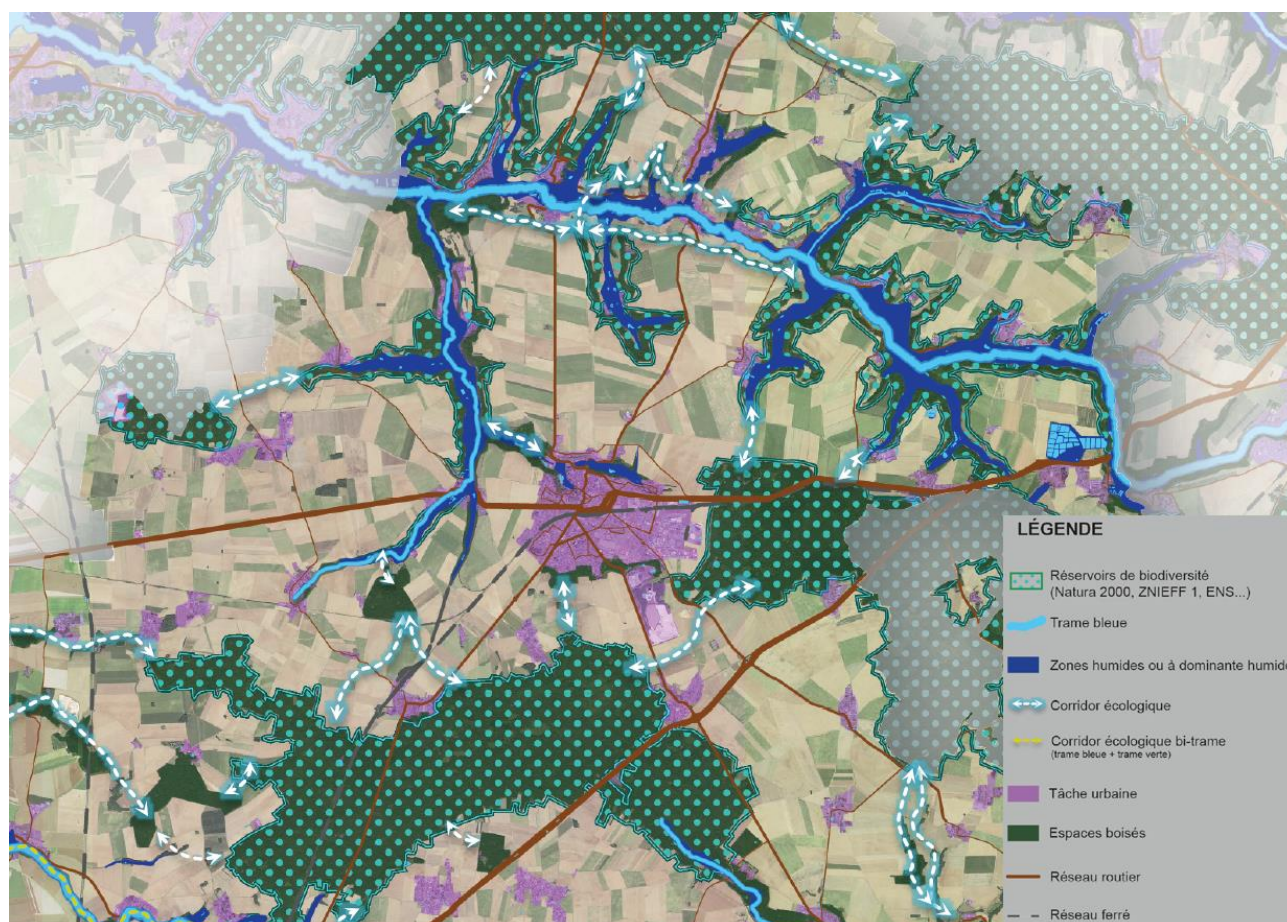 LÉGENDE
Réservoirs de biodiversité
(Natura 2000, ZNIEFF 1, ENS...)
Trame bleue
Zones humides ou à dominante humide
Corridor écologique
Corridor écologique bi-trame
(trame bleue + trame verte)
Tâche urbaine
Espaces boisés
Réseau routier
Réseau ferré